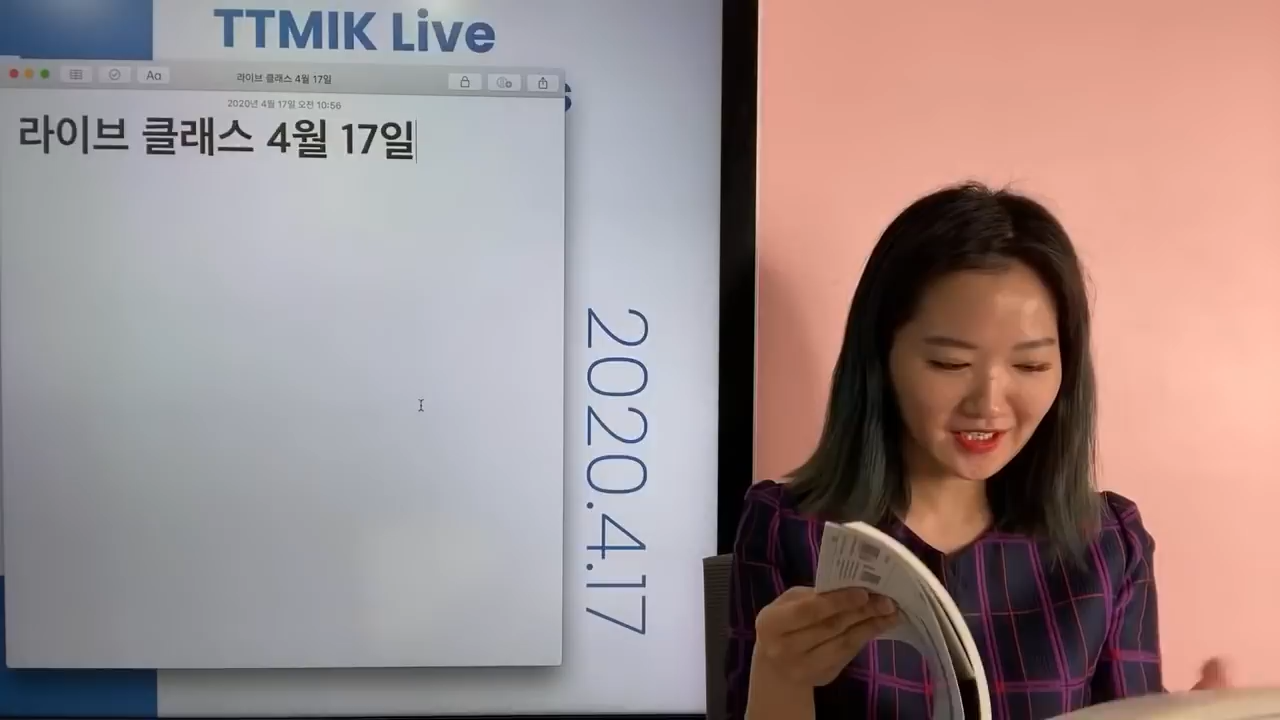 TTMIK Live
Aa
라이브 클래스 4월 17일
2020년 4월 17일 오전 10:56
라이브 클래스 4월 17일
2020.4.17